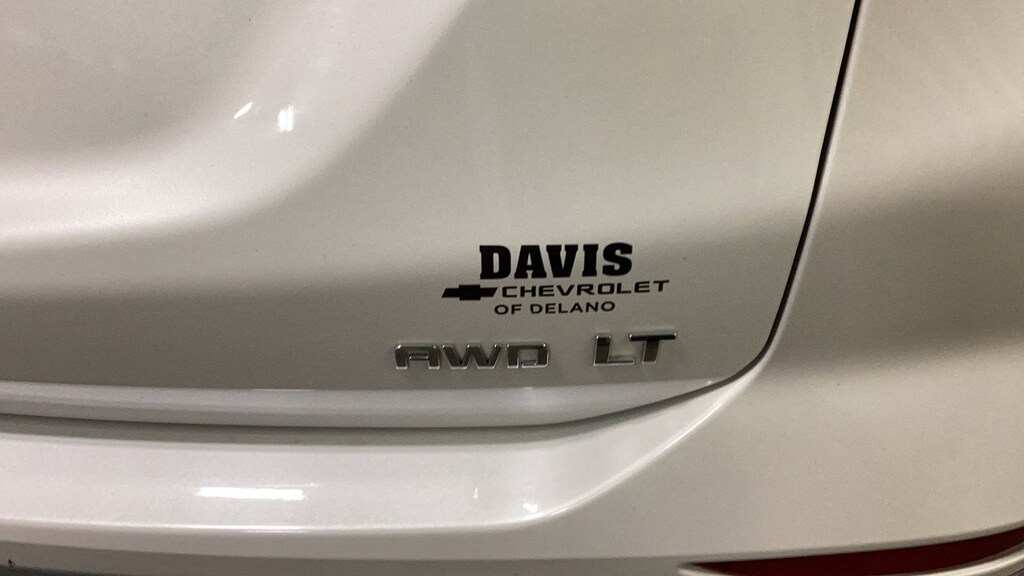 DAVIS
CHEVROLET
OF DELANO
AWD LT